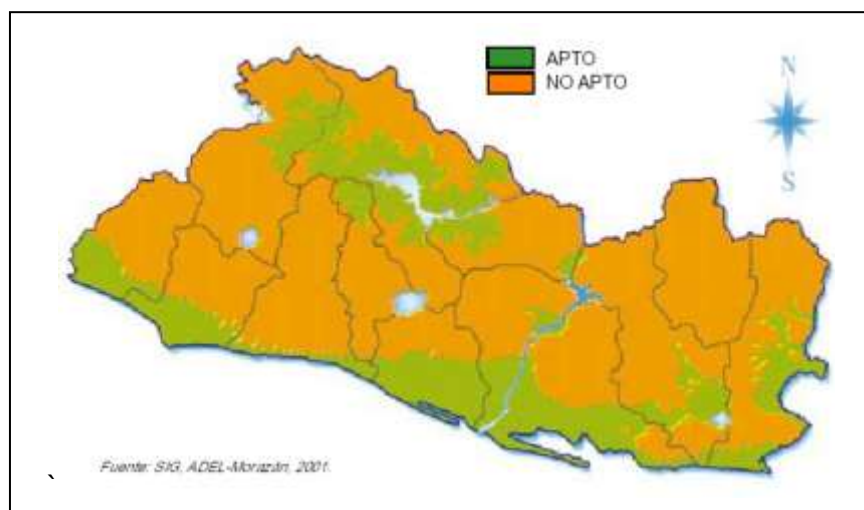 APTO
NO APTO
N
S
Fuente: SIG, ADEL-Morazán, 2001.
`